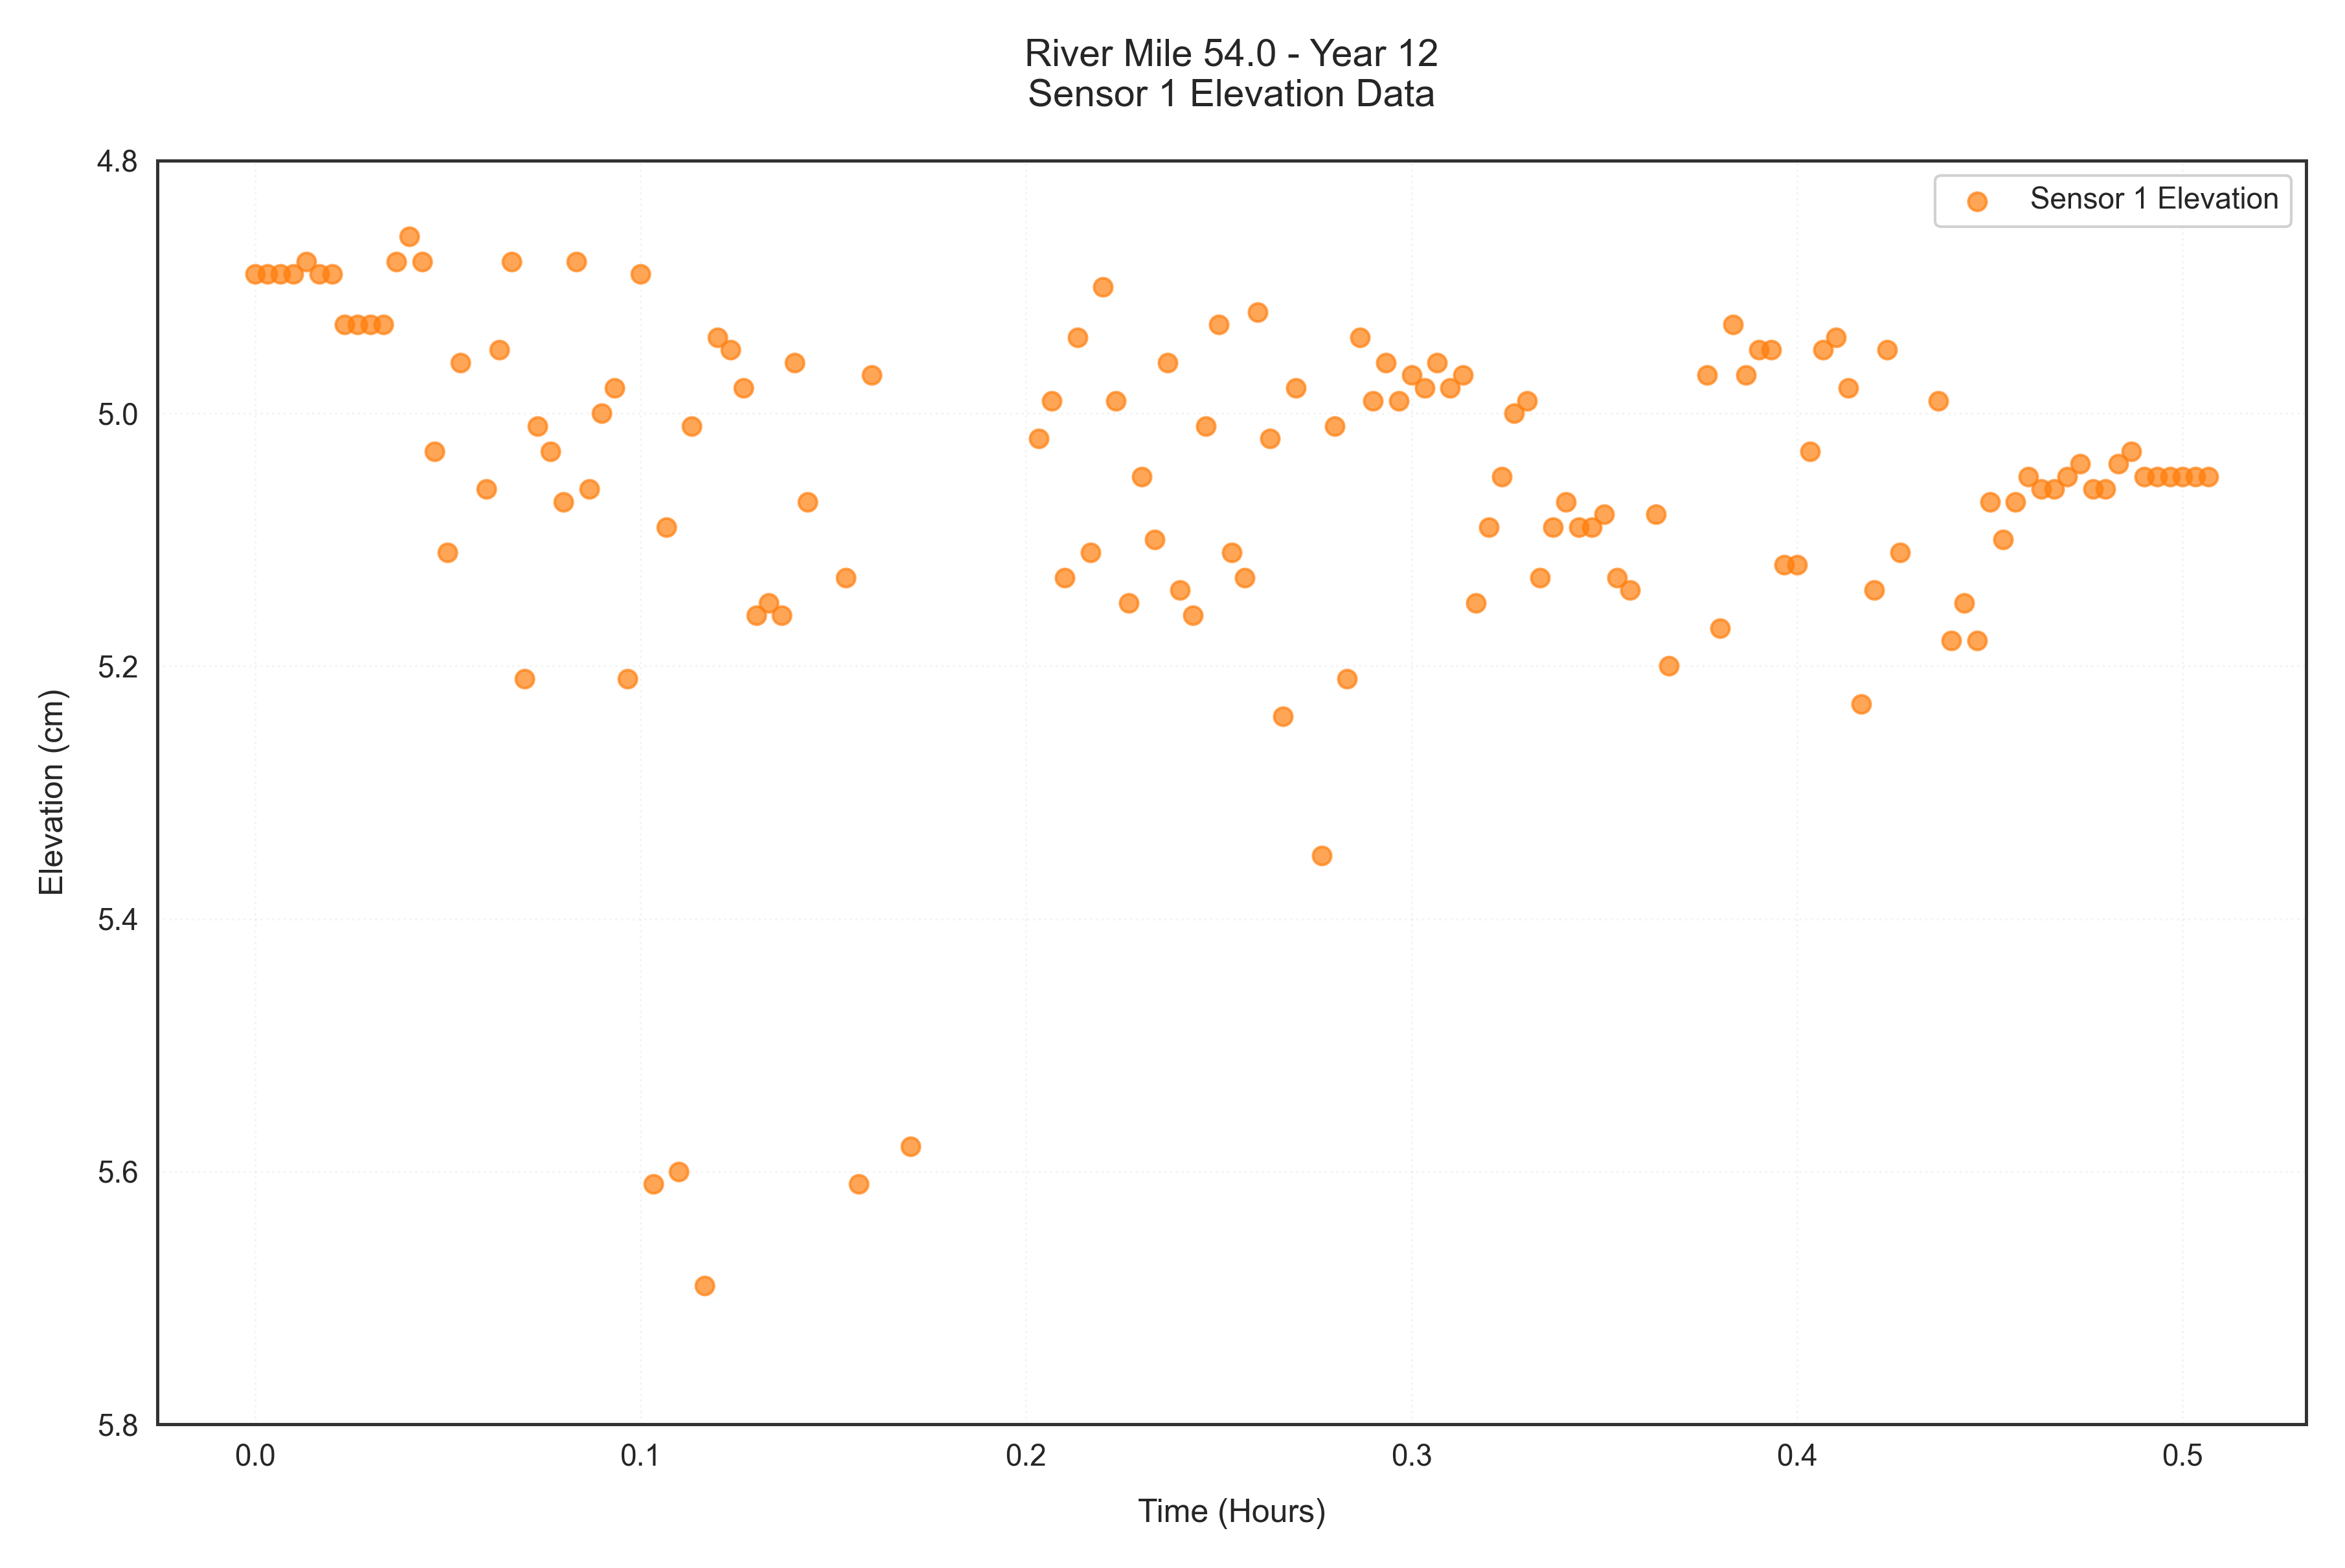 River Mile 54.0 - Year 12
Sensor 1 Elevation Data
Sensor 1 Elevation
4.8
5.0
5.2
5.4
5.6
5.8
Elevation (cm)
0.0
0.1
0.2
0.3
0.4
0.5
Time (Hours)